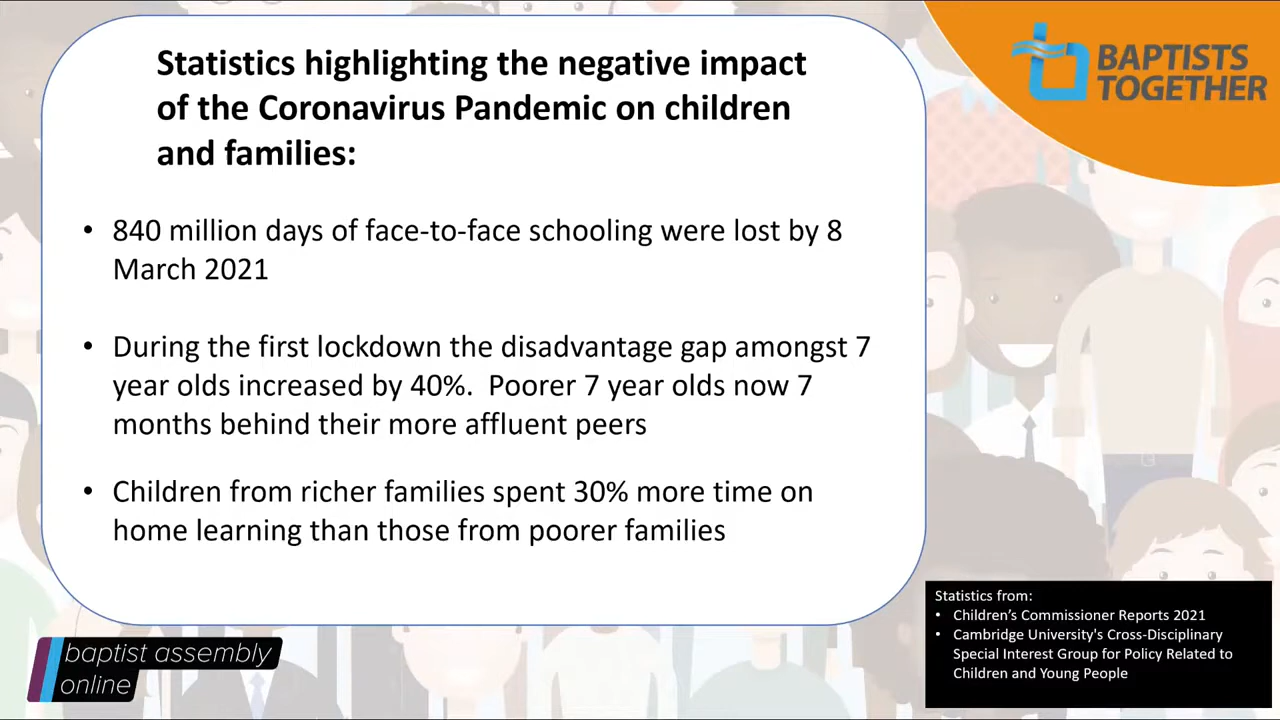 Statistics highlighting the negative impact
of the Coronavirus Pandemic on children
and families:
• 840 million days of face-to-face schooling were lost by 8
March 2021
• During the first lockdown the disadvantage gap amongst 7
year olds increased by 40%.  Poorer 7 year olds now 7
months behind their more affluent peers
• Children from richer families spent 30% more time on
home learning than those from poorer families
BAPTISTS
TOGETHER
Statistics from:
• Children’s Commissioner Reports 2021
• Cambridge University's Cross-Disciplinary
Special Interest Group for Policy Related to
Children and Young People
baptist assembly
online